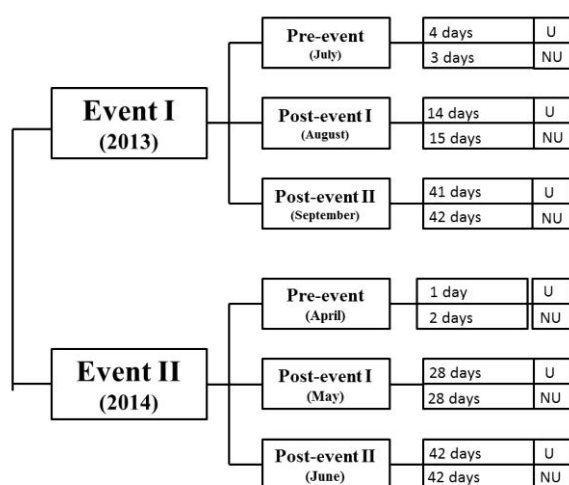 Pre-event
(July)
4 days U
3 days NU
Event I
(2013)
Post-event I
(August)
14 days U
15 days NU
Post-event II
(September)
41 days U
42 days NU
Pre-event
(April)
1 day U
2 days NU
Event II
(2014)
Post-event I
(May)
28 days U
28 days NU
Post-event II
(June)
42 days U
42 days NU